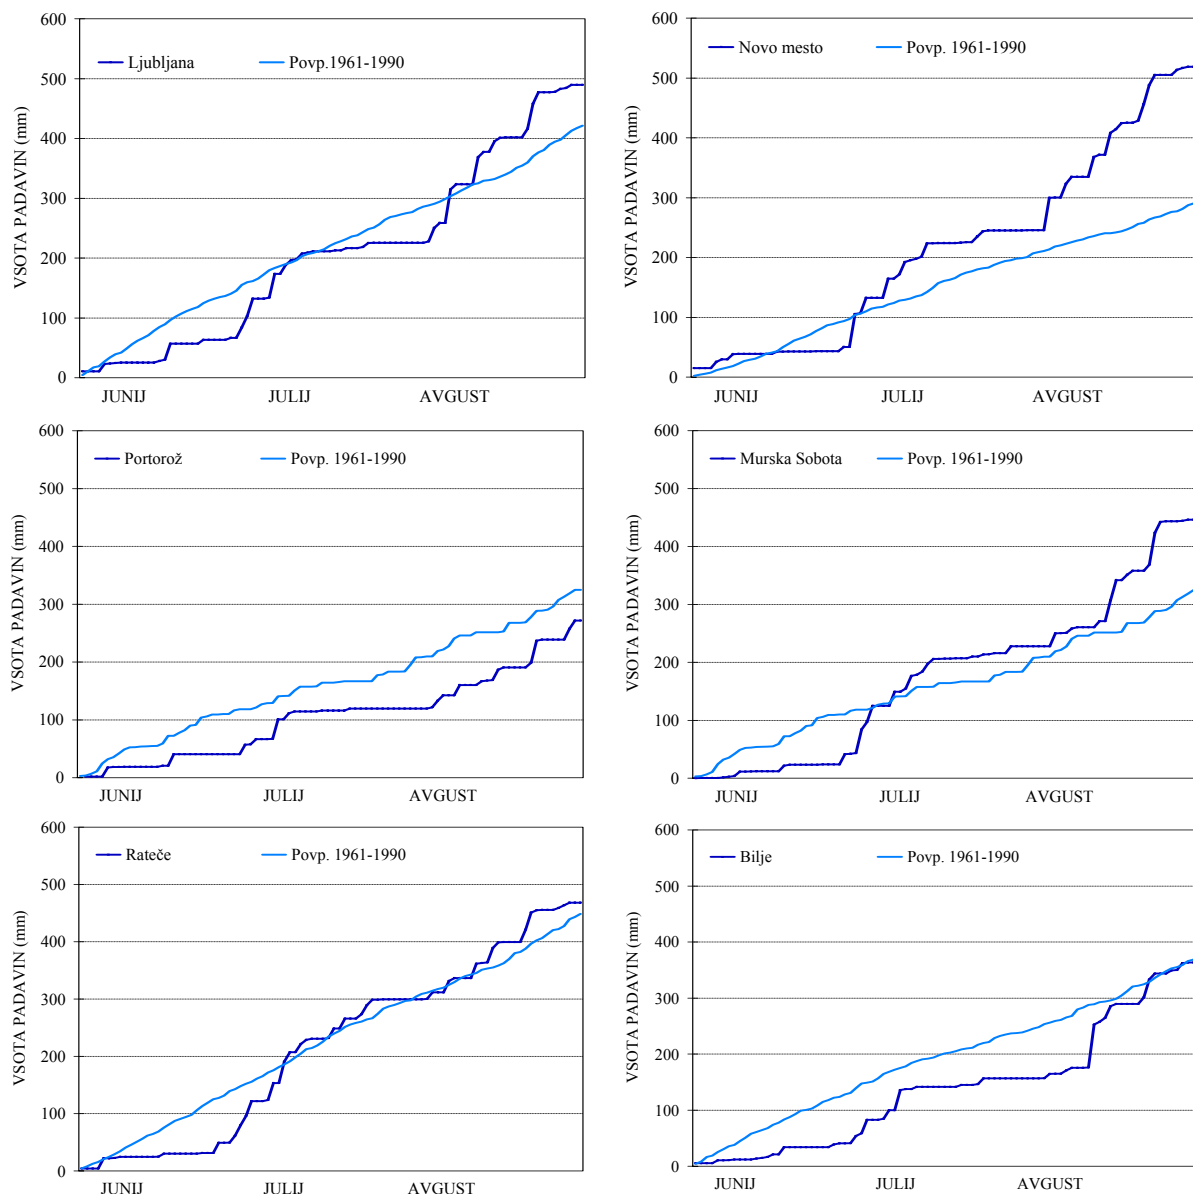 600
500
400
300
200
100
0
VSOTA PADAVIN (mm)
Ljubljana
Povp.1961-1990
JUNIJ
JULIJ
AVGUST
600
500
400
300
200
100
0
VSOTA PADAVIN (mm)
Novo mesto
Povp. 1961-1990
JUNIJ
JULIJ
AVGUST
600
500
400
300
200
100
0
VSOTA PADAVIN (mm)
Portorož
Povp. 1961-1990
JUNIJ
JULIJ
AVGUST
600
500
400
300
200
100
0
VSOTA PADAVIN (mm)
Murska Sobota
Povp. 1961-1990
JUNIJ
JULIJ
AVGUST
600
500
400
300
200
100
0
VSOTA PADAVIN (mm)
Rateče
Povp. 1961-1990
JUNIJ
JULIJ
AVGUST
600
500
400
300
200
100
0
VSOTA PADAVIN (mm)
Bilje
Povp. 1961-1990
JUNIJ
JULIJ
AVGUST